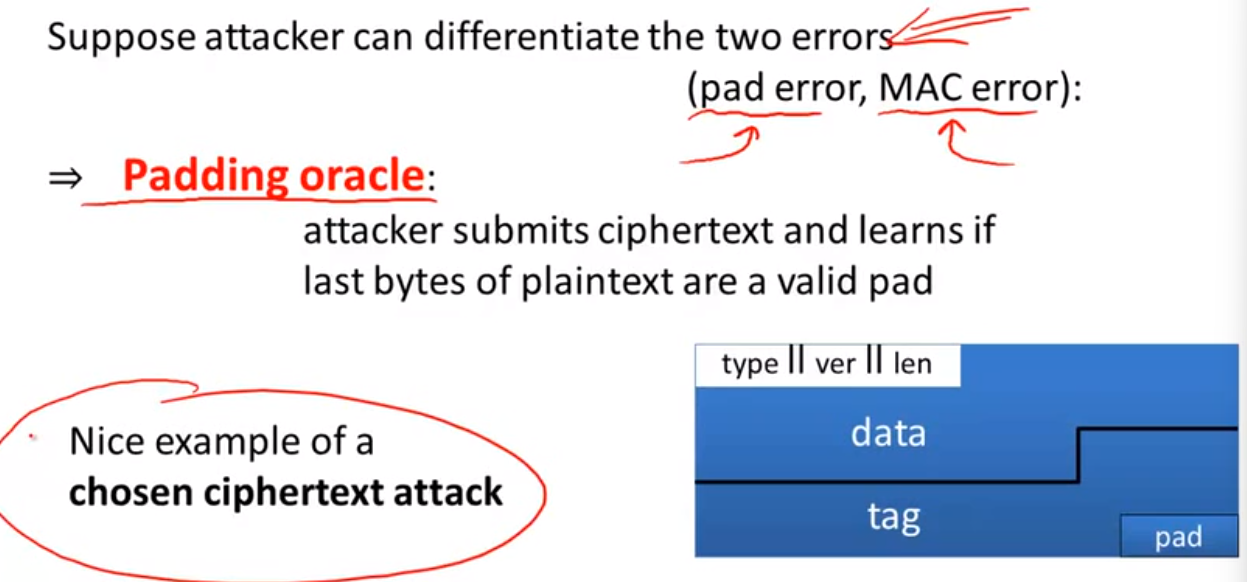 Suppose attacker can differentiate the two errors
(pad error, MAC error):
⇒ Padding oracle:
attacker submits ciphertext and learns if
last bytes of plaintext are a valid pad
Nice example of a
chosen ciphertext attack
type ll ver ll len
data
tag
pad